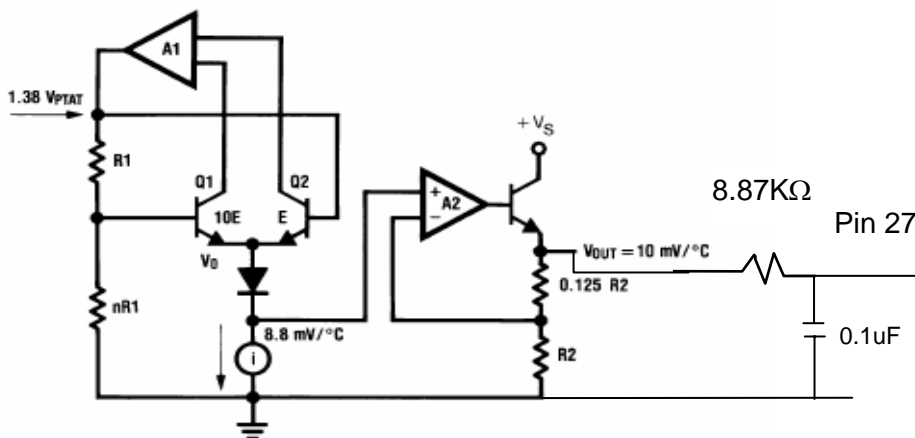 A1
1.38 VPTAT
R1
Q1
Q2
10E
E
V0
nR1
8.8 mV/°C
i
+VS
+
A2
−
VOUT = 10 mV/°C
0.125 R2
R2
8.87KΩ
Pin 27
0.1uF